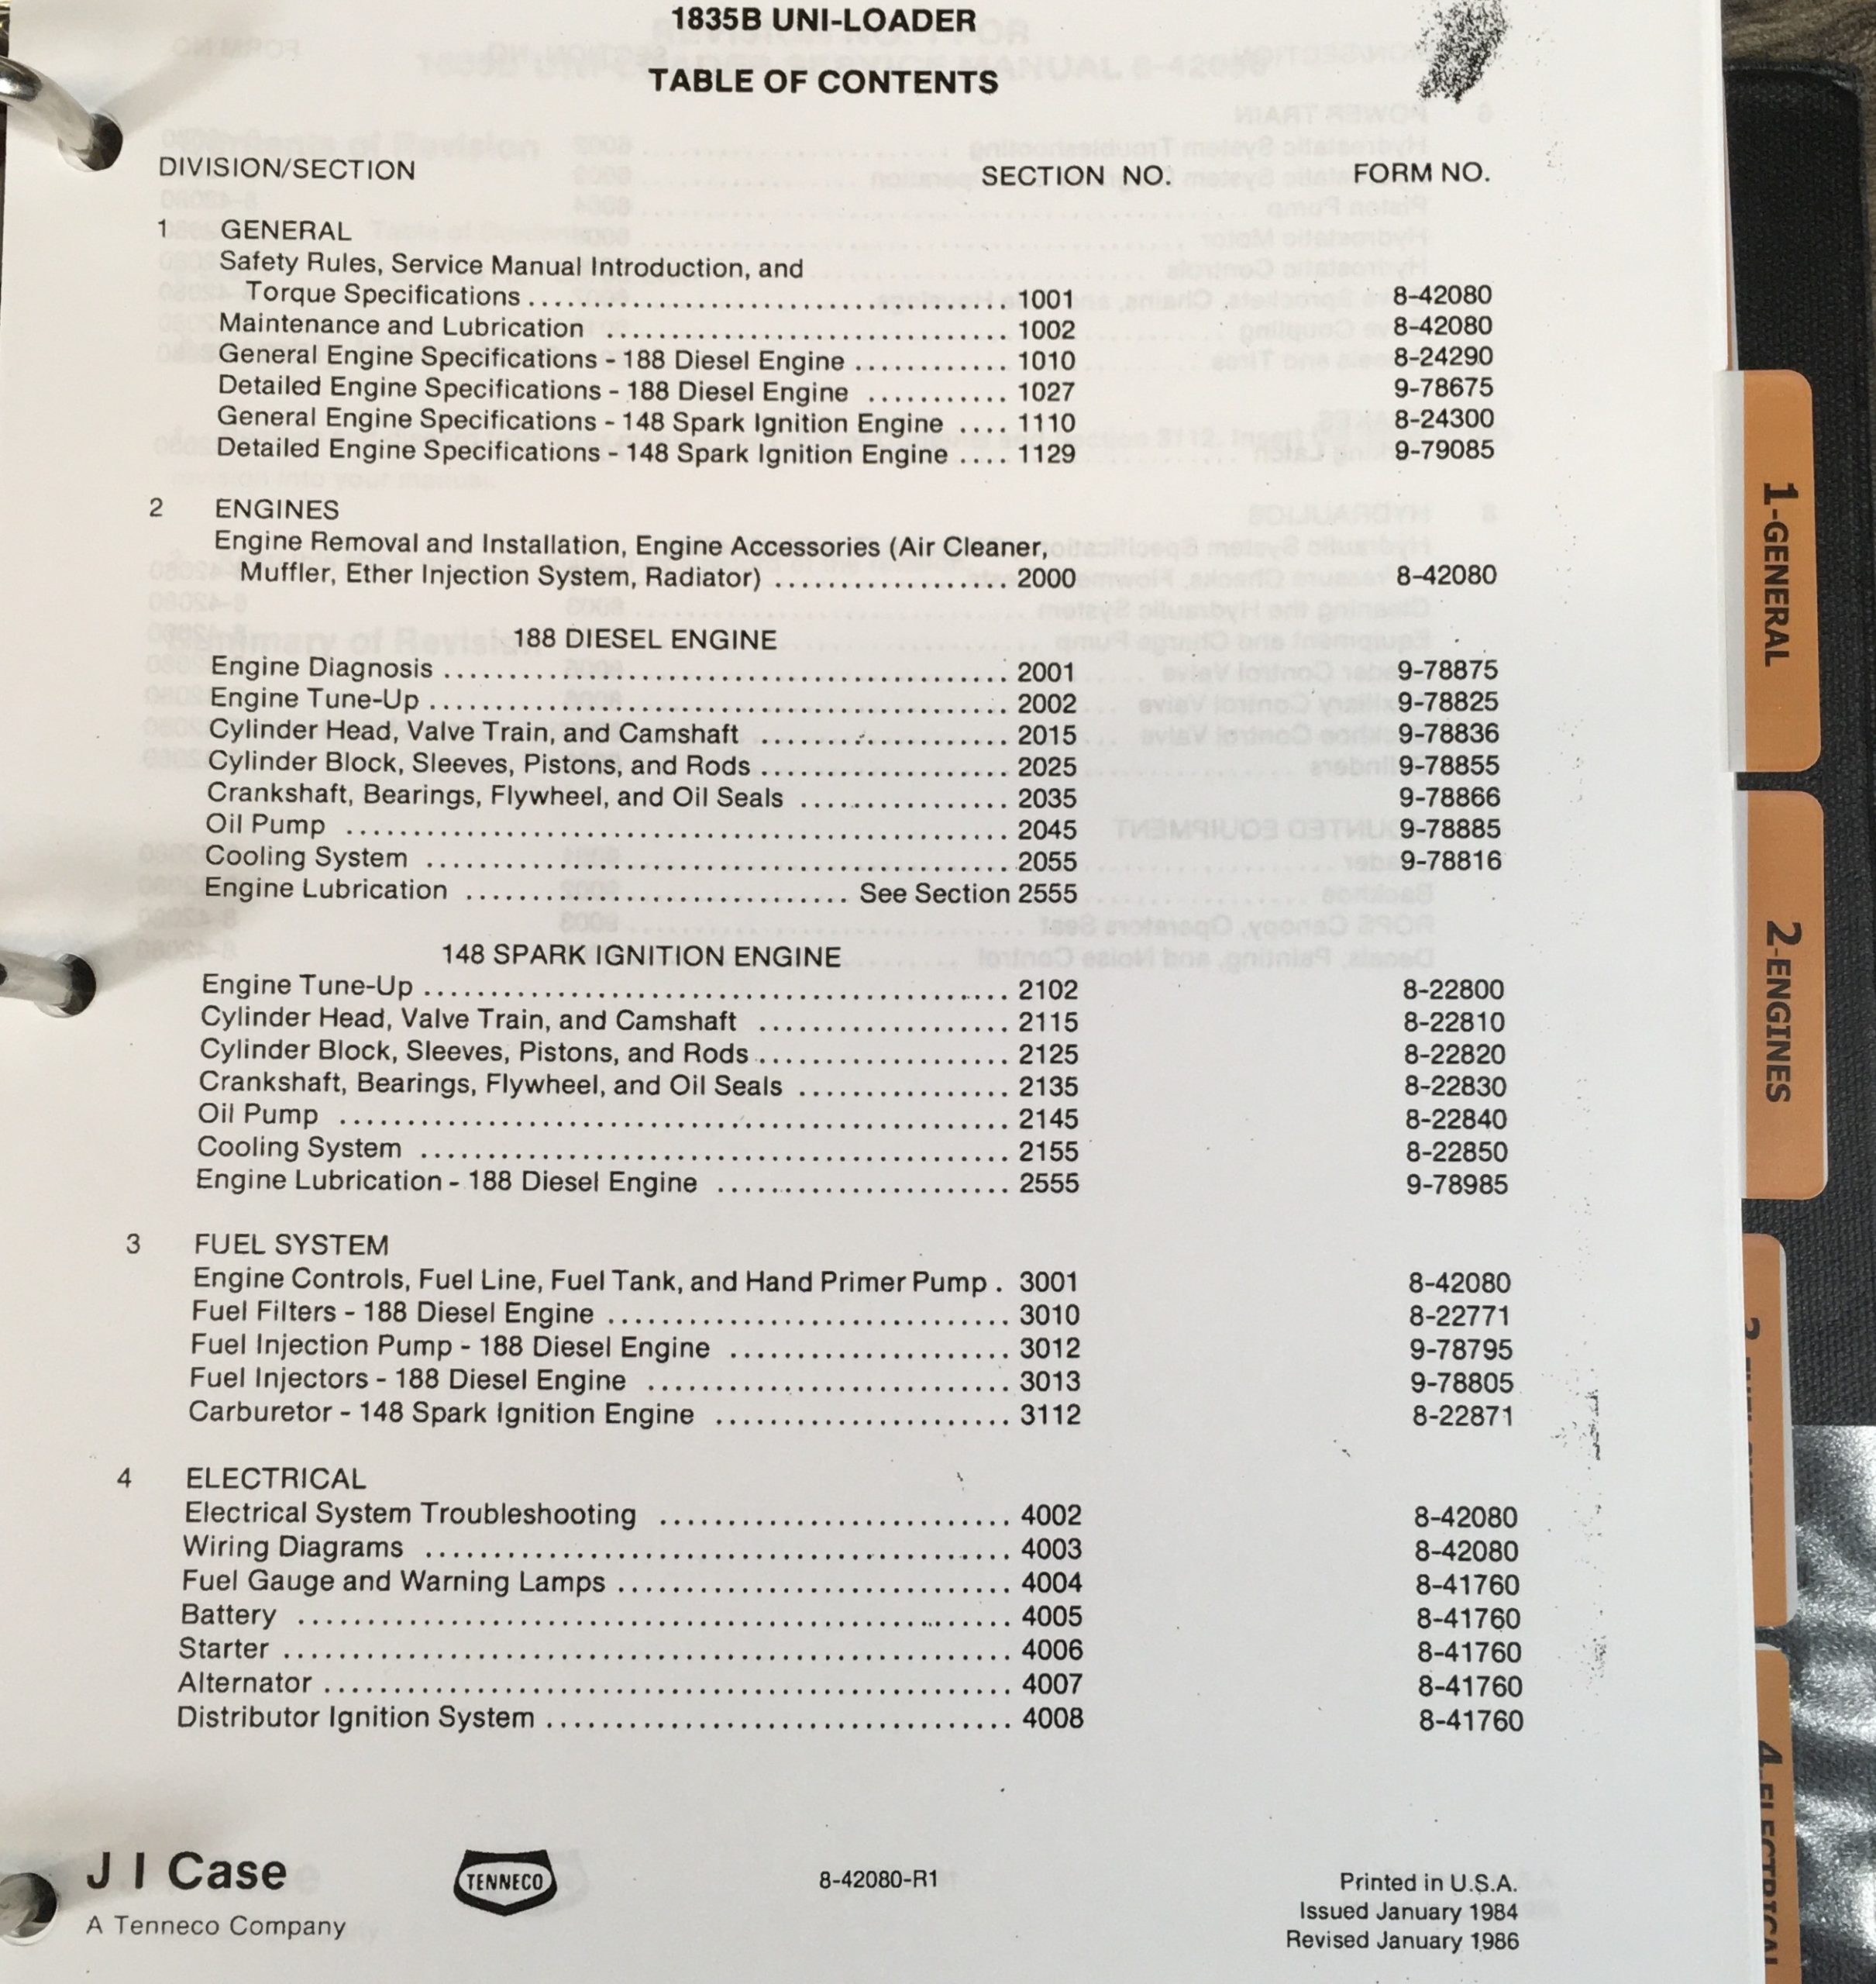 1835B UNI-LOADER
TABLE OF CONTENTS
DIVISION/SECTION SECTION NO. FORM NO.
1 GENERAL
Safety Rules, Service Manual Introduction, and
Torque Specifications .................................... 1001 8-42080
Maintenance and Lubrication .............................. 1002 8-42080
General Engine Specifications - 188 Diesel Engine ............ 1010 8-24290
Detailed Engine Specifications - 188 Diesel Engine ........... 1027 9-78675
General Engine Specifications - 148 Spark Ignition Engine .... 1110 8-24300
Detailed Engine Specifications - 148 Spark Ignition Engine .... 1129 9-79085
2 ENGINES
Engine Removal and Installation, Engine Accessories (Air Cleaner,
Muffler, Ether Injection System, Radiator) .................. 2000 8-42080
188 DIESEL ENGINE
Engine Diagnosis .......................................... 2001 9-78875
Engine Tune-Up ........................................... 2002 9-78825
Cylinder Head, Valve Train, and Camshaft ................... 2015 9-78836
Cylinder Block, Sleeves, Pistons, and Rods ................... 2025 9-78855
Crankshaft, Bearings, Flywheel, and Oil Seals ................ 2035 9-78866
Oil Pump .................................................. 2045 9-78885
Cooling System ............................................ 2055 9-78816
Engine Lubrication ............................. See Section 2555
148 SPARK IGNITION ENGINE
Engine Tune-Up ............................................ 2102 8-22800
Cylinder Head, Valve Train, and Camshaft ................... 2115 8-22810
Cylinder Block, Sleeves, Pistons, and Rods ................... 2125 8-22820
Crankshaft, Bearings, Flywheel, and Oil Seals ................ 2135 8-22830
Oil Pump .................................................. 2145 8-22840
Cooling System ............................................ 2155 8-22850
Engine Lubrication - 188 Diesel Engine ...................... 2555 9-78985
3 FUEL SYSTEM
Engine Controls, Fuel Line, Fuel Tank, and Hand Primer Pump . 3001 8-42080
Fuel Filters - 188 Diesel Engine .............................. 3010 8-22771
Fuel Injection Pump - 188 Diesel Engine ..................... 3012 9-78795
Fuel Injectors - 188 Diesel Engine ........................... 3013 9-78805
Carburetor - 148 Spark Ignition Engine ...................... 3112 8-22871
4 ELECTRICAL
Electrical System Troubleshooting .......................... 4002 8-42080
Wiring Diagrams ........................................... 4003 8-42080
Fuel Gauge and Warning Lamps ............................. 4004 8-41760
Battery ..................................................... 4005 8-41760
Starter ...................................................... 4006 8-41760
Alternator ................................................... 4007 8-41760
Distributor Ignition System ................................... 4008 8-41760
J I Case
A Tenneco Company
TENNECO
8-42080-R1
Printed in U.S.A.
Issued January 1984
Revised January 1986
1-GENERAL
2-ENGINES
4-ELECTRICAL